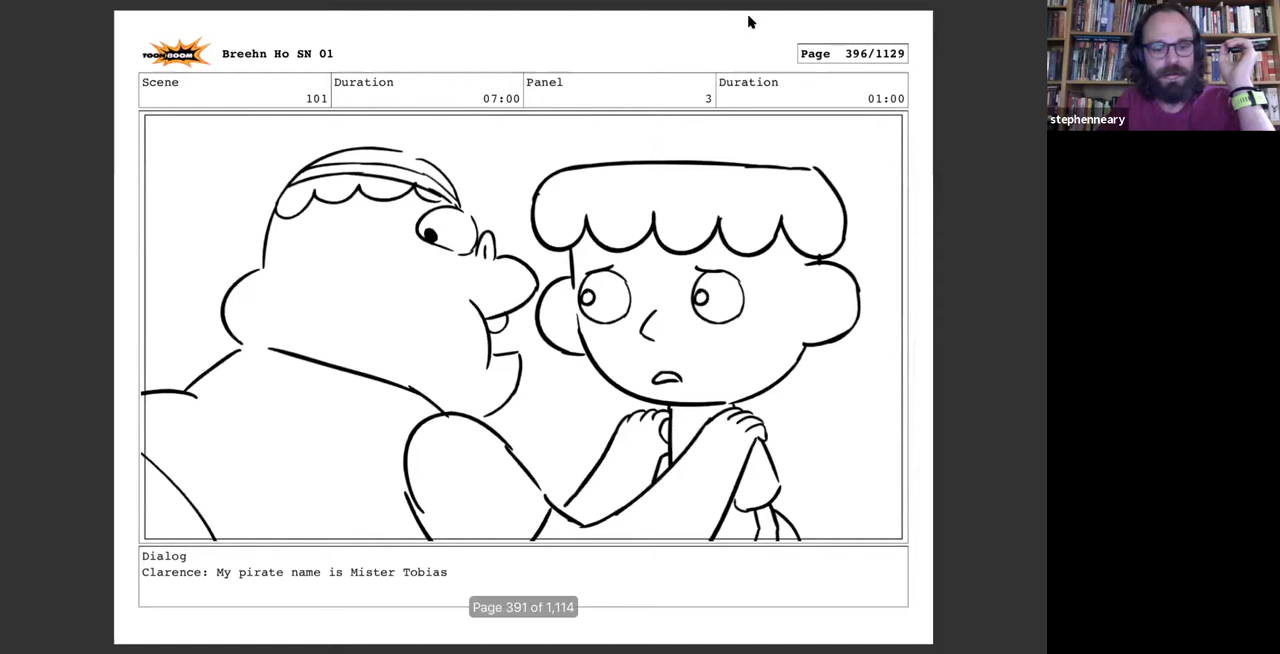 TOON BOOM
Breehn Ho SN 01
Page 396/1129
Scene
101
Duration
07:00
Panel
3
Duration
01:00
stephenneary
Dialog
Clarence: My pirate name is Mister Tobias
Page 391 of 1,114